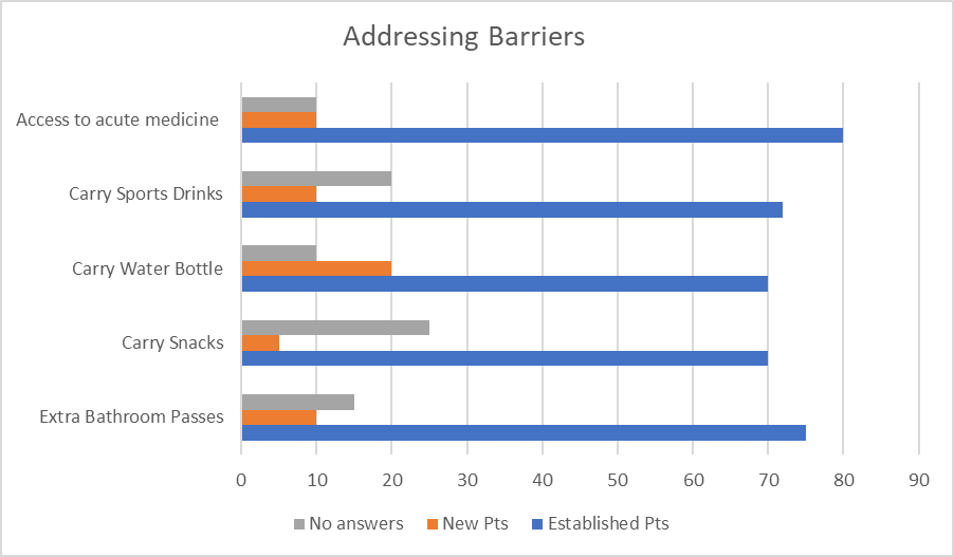 Addressing Barriers
Access to acute medicine
Carry Sports Drinks
Carry Water Bottle
Carry Snacks
Extra Bathroom Passes
0 10 20 30 40 50 60 70 80 90
No answers New Pts Established Pts